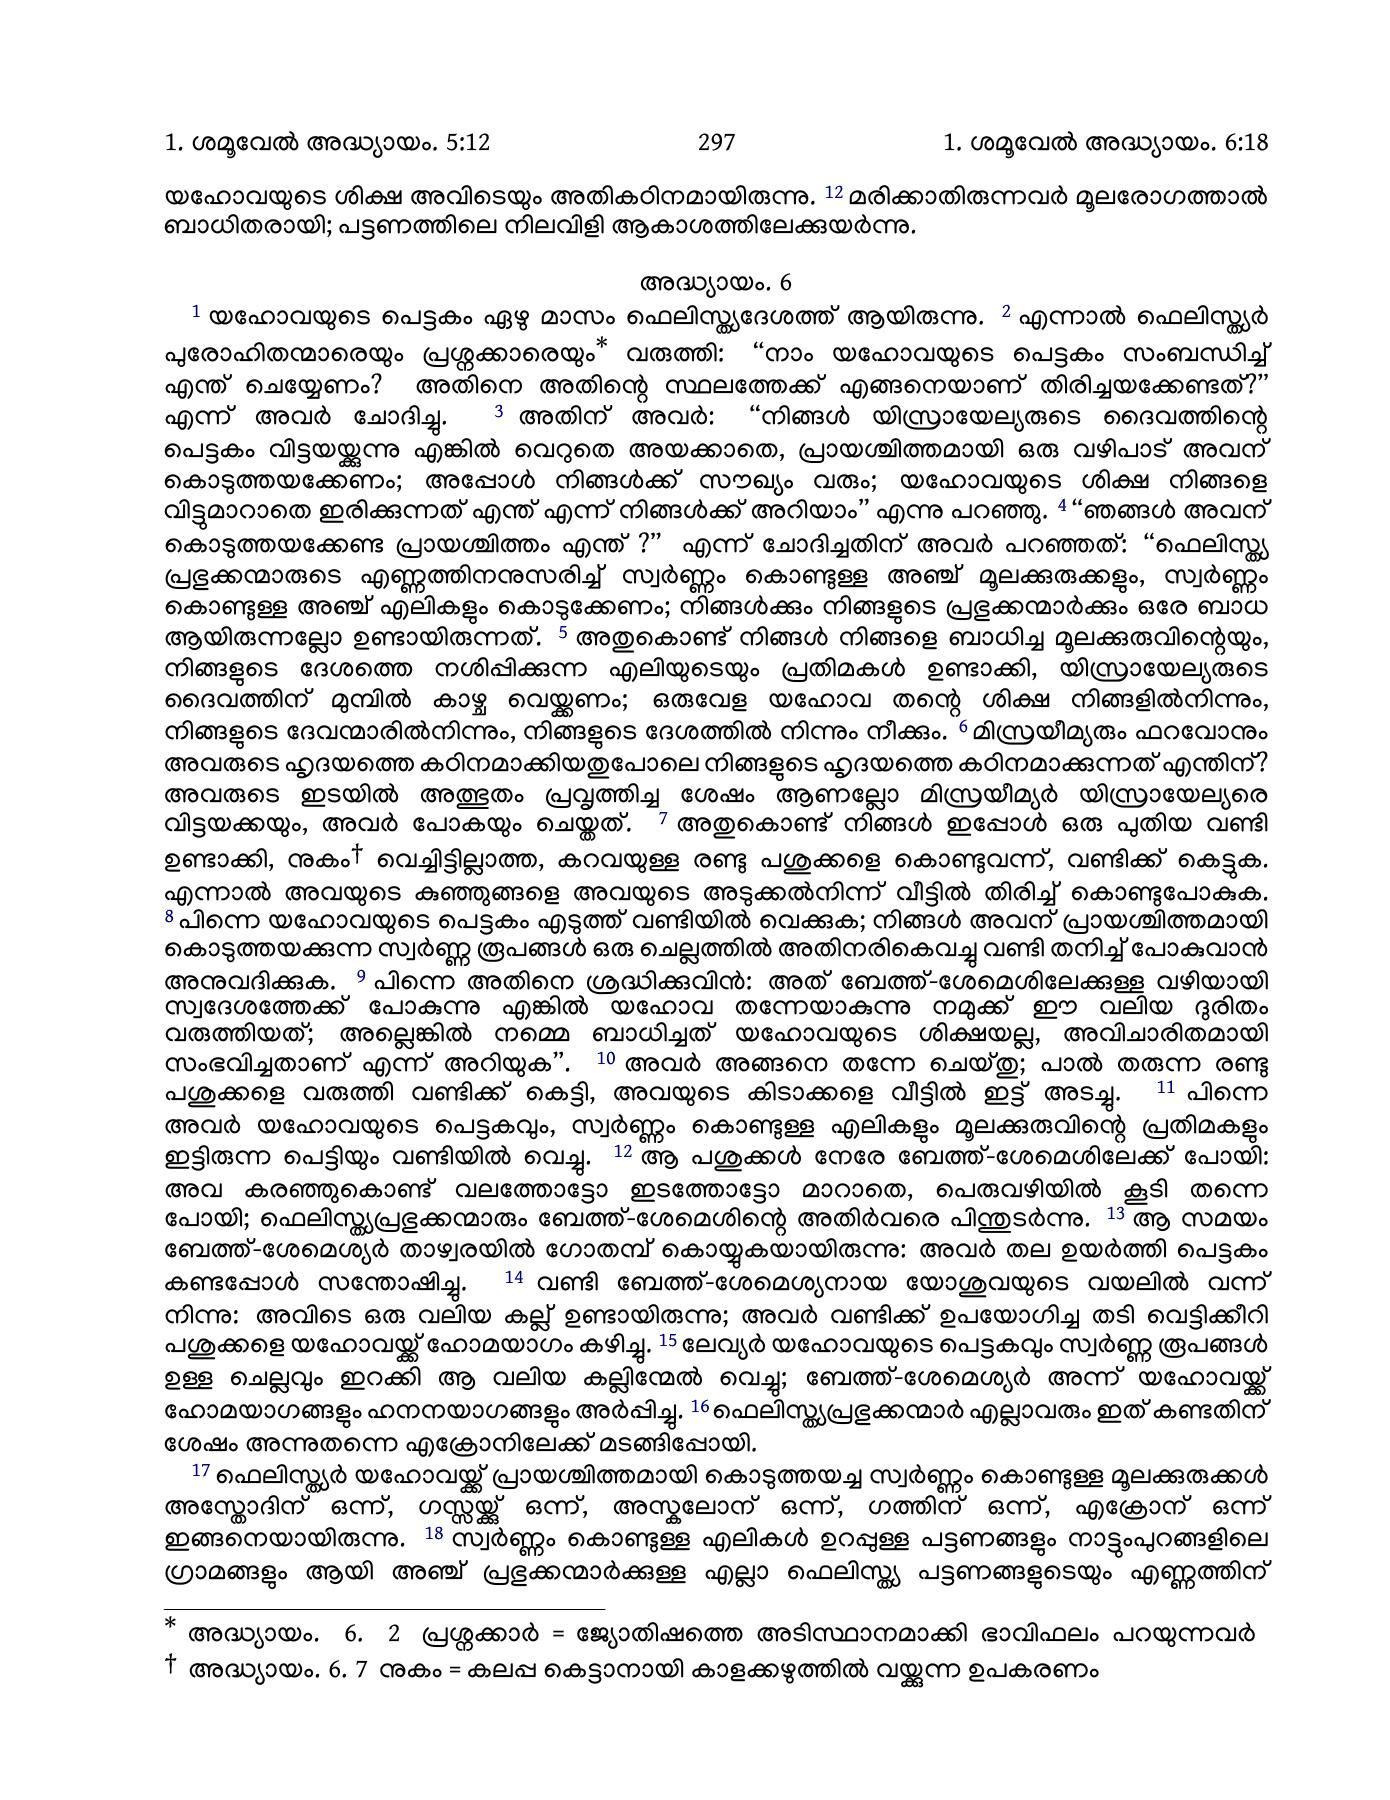 1. ശമൂവേൽ അദ്ധ്യായം. 5:12 297 1. ശമൂവേൽ അദ്ധ്യായം. 6:18
യഹോവയുടെ ശിക്ഷ അവിടെയും അതികഠിനമായിരുന്നു. 12 മരിക്കാതിരുന്നവർ മൂലരോഗത്താൽ
ബാധിതരായി; പട്ടണത്തിലെ നിലവിളി ആകാശത്തിലേക്കുയർന്നു.
അദ്ധ്യായം. 6
1 യഹോവയുടെ പെട്ടകം ഏഴു മാസം ഫെലിസ്ത്യദേശത്ത് ആയിരുന്നു. 2 എന്നാൽ ഫെലിസ്ത്യർ
പുരോഹിതന്മാരെയും പ്രശ്നക്കാരെയും* വരുത്തി: “നാം യഹോവയുടെ പെട്ടകം സംബന്ധിച്ച്
എന്ത് ചെയ്യേണം? അതിനെ അതിന്റെ സ്ഥലത്തേക്ക് എങ്ങനെയാണ് തിരിച്ചയക്കേണ്ടത്?”
എന്ന് അവർ ചോദിച്ചു. 3 അതിന് അവർ: “നിങ്ങൾ യിസ്രായേല്യരുടെ ദൈവത്തിന്റെ
പെട്ടകം വിട്ടയയ്ക്കുന്നു എങ്കിൽ വെറുതെ അയക്കാതെ, പ്രായശ്ചിത്തമായി ഒരു വഴിപാട് അവന്
കൊടുത്തയക്കേണം; അപ്പോൾ നിങ്ങൾക്ക് സൗഖ്യം വരും; യഹോവയുടെ ശിക്ഷ നിങ്ങളെ
വിട്ടുമാറാതെ ഇരിക്കുന്നത് എന്ത് എന്ന് നിങ്ങൾക്ക് അറിയാം” എന്നു പറഞ്ഞു. 4 “ഞങ്ങൾ അവന്
കൊടുത്തയക്കേണ്ട പ്രായശ്ചിത്തം എന്ത് ?” എന്ന് ചോദിച്ചതിന് അവർ പറഞ്ഞത്: “ഫെലിസ്ത്യ
പ്രഭുക്കന്മാരുടെ എണ്ണത്തിനനുസരിച്ച് സ്വർണ്ണം കൊണ്ടുള്ള അഞ്ച് മൂലക്കുരുക്കളും, സ്വർണ്ണം
കൊണ്ടുള്ള അഞ്ച് എലികളും കൊടുക്കേണം; നിങ്ങൾക്കും നിങ്ങളുടെ പ്രഭുക്കന്മാർക്കും ഒരേ ബാധ
ആയിരുന്നല്ലോ ഉണ്ടായിരുന്നത്. 5 അതുകൊണ്ട് നിങ്ങൾ നിങ്ങളെ ബാധിച്ച മൂലക്കുരുവിന്റെയും,
നിങ്ങളുടെ ദേശത്തെ നശിപ്പിക്കുന്ന എലിയുടെയും പ്രതിമകൾ ഉണ്ടാക്കി, യിസ്രായേല്യരുടെ
ദൈവത്തിന് മുമ്പിൽ കാഴ്ച വെയ്ക്കണം; ഒരുവേള യഹോവ തന്റെ ശിക്ഷ നിങ്ങളിൽനിന്നും,
നിങ്ങളുടെ ദേവന്മാരിൽനിന്നും, നിങ്ങളുടെ ദേശത്തിൽ നിന്നും നീക്കും. 6 മിസ്രയീമ്യരും ഫറവോനും
അവരുടെ ഹൃദയത്തെ കഠിനമാക്കിയതുപോലെ നിങ്ങളുടെ ഹൃദയത്തെ കഠിനമാക്കുന്നത് എന്തിന്?
അവരുടെ ഇടയിൽ അത്ഭുതം പ്രവൃത്തിച്ച ശേഷം ആണല്ലോ മിസ്രയീമ്യർ യിസ്രായേല്യരെ
വിട്ടയക്കയും, അവർ പോകയും ചെയ്തത്. 7 അതുകൊണ്ട് നിങ്ങൾ ഇപ്പോൾ ഒരു പുതിയ വണ്ടി
ഉണ്ടാക്കി, നുകം† വെച്ചിട്ടില്ലാത്ത, കറവയുള്ള രണ്ടു പശുക്കളെ കൊണ്ടുവന്ന്, വണ്ടിക്ക് കെട്ടുക.
എന്നാൽ അവയുടെ കുഞ്ഞുങ്ങളെ അവയുടെ അടുക്കൽനിന്ന് വീട്ടിൽ തിരിച്ച് കൊണ്ടുപോകുക.
8 പിന്നെ യഹോവയുടെ പെട്ടകം എടുത്ത് വണ്ടിയിൽ വെക്കുക; നിങ്ങൾ അവന് പ്രായശ്ചിത്തമായി
കൊടുത്തയക്കുന്ന സ്വർണ്ണ രൂപങ്ങൾ ഒരു ചെല്ലത്തിൽ അതിനരികെവച്ചു വണ്ടി തനിച്ച് പോകുവാൻ
അനുവദിക്കുക. 9 പിന്നെ അതിനെ ശ്രദ്ധിക്കുവിൻ: അത് ബേത്ത്-ശേമെശിലേക്കുള്ള വഴിയായി
സ്വദേശത്തേക്ക് പോകുന്നു എങ്കിൽ യഹോവ തന്നേയാകുന്നു നമുക്ക് ഈ വലിയ ദുരിതം
വരുത്തിയത്; അല്ലെങ്കിൽ നമ്മെ ബാധിച്ചത് യഹോവയുടെ ശിക്ഷയല്ല, അവിചാരിതമായി
സംഭവിച്ചതാണ് എന്ന് അറിയുക”. 10 അവർ അങ്ങനെ തന്നേ ചെയ്തു; പാൽ തരുന്ന രണ്ടു
പശുക്കളെ വരുത്തി വണ്ടിക്ക് കെട്ടി, അവയുടെ കിടാക്കളെ വീട്ടിൽ ഇട്ട് അടച്ചു. 11 പിന്നെ
അവർ യഹോവയുടെ പെട്ടകവും, സ്വർണ്ണം കൊണ്ടുള്ള എലികളും മൂലക്കുരുവിന്റെ പ്രതിമകളും
ഇട്ടിരുന്ന പെട്ടിയും വണ്ടിയിൽ വെച്ചു. 12 ആ പശുക്കൾ നേരേ ബേത്ത്-ശേമെശിലേക്ക് പോയി:
അവ കരഞ്ഞുകൊണ്ട് വലത്തോട്ടോ ഇടത്തോട്ടോ മാറാതെ, പെരുവഴിയിൽ കൂടി തന്നെ
പോയി; ഫെലിസ്ത്യപ്രഭുക്കന്മാരും ബേത്ത്-ശേമെശിന്റെ അതിർവരെ പിന്തുടർന്നു. 13 ആ സമയം
ബേത്ത്-ശേമെശ്യർ താഴ്വരയിൽ ഗോതമ്പ് കൊയ്യുകയായിരുന്നു: അവർ തല ഉയർത്തി പെട്ടകം
കണ്ടപ്പോൾ സന്തോഷിച്ചു. 14 വണ്ടി ബേത്ത്-ശേമെശ്യനായ യോശുവയുടെ വയലിൽ വന്ന്
നിന്നു: അവിടെ ഒരു വലിയ കല്ല് ഉണ്ടായിരുന്നു; അവർ വണ്ടിക്ക് ഉപയോഗിച്ച തടി വെട്ടിക്കീറി
പശുക്കളെ യഹോവയ്ക്ക് ഹോമയാഗം കഴിച്ചു. 15 ലേവ്യർ യഹോവയുടെ പെട്ടകവും സ്വർണ്ണ രൂപങ്ങൾ
ഉള്ള ചെല്ലവും ഇറക്കി ആ വലിയ കല്ലിന്മേൽ വെച്ചു; ബേത്ത്-ശേമെശ്യർ അന്ന് യഹോവയ്ക്ക്
ഹോമയാഗങ്ങളും ഹനനയാഗങ്ങളും അർപ്പിച്ചു. 16 ഫെലിസ്ത്യപ്രഭുക്കന്മാർ എല്ലാവരും ഇത് കണ്ടതിന്
ശേഷം അന്നുതന്നെ എക്രോനിലേക്ക് മടങ്ങിപ്പോയി.
17 ഫെലിസ്ത്യർ യഹോവയ്ക്ക് പ്രായശ്ചിത്തമായി കൊടുത്തയച്ച സ്വർണ്ണം കൊണ്ടുള്ള മൂലക്കുരുക്കൾ
അസ്തോദിന് ഒന്ന്, ഗസ്സയ്ക്കു് ഒന്ന്, അസ്കലോന് ഒന്ന്, ഗത്തിന് ഒന്ന്, എക്രോന് ഒന്ന്
ഇങ്ങനെയായിരുന്നു. 18 സ്വർണ്ണം കൊണ്ടുള്ള എലികൾ ഉറപ്പുള്ള പട്ടണങ്ങളും നാട്ടുംപുറങ്ങളിലെ
ഗ്രാമങ്ങളും ആയി അഞ്ച് പ്രഭുക്കന്മാർക്കുള്ള എല്ലാ ഫെലിസ്ത്യ പട്ടണങ്ങളുടെയും എണ്ണത്തിന്
* അദ്ധ്യായം. 6. 2 പ്രശ്നക്കാർ = ജ്യോതിഷത്തെ അടിസ്ഥാനമാക്കി ഭാവിഫലം പറയുന്നവർ
† അദ്ധ്യായം. 6. 7 നുകം = കലപ്പ കെട്ടാനായി കാളക്കഴുത്തിൽ വയ്ക്കുന്ന ഉപകരണം